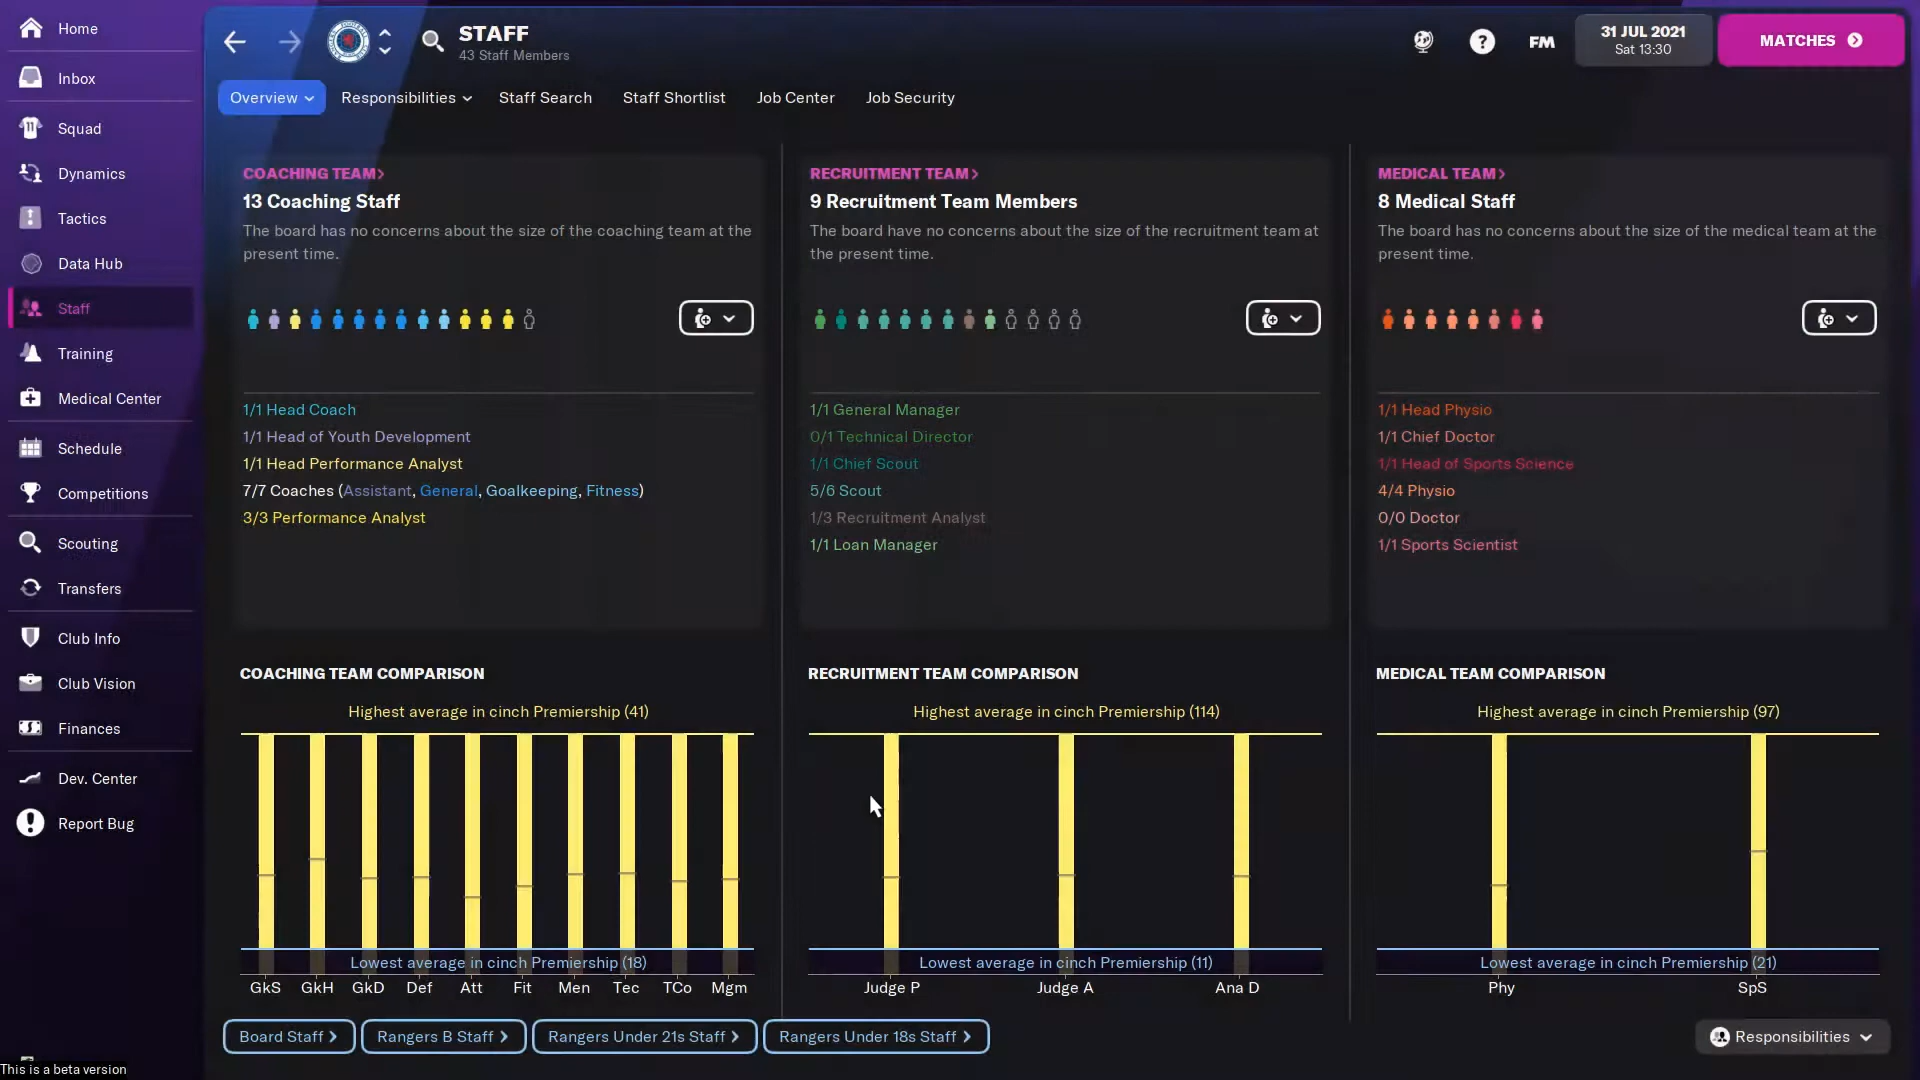 Home
Inbox
Squad
Dynamics
Tactics
Data Hub
Staff
Training
Medical Center
Schedule
Competitions
Scouting
Transfers
Club Info
Club Vision
Finances
Dev. Center
Report Bug
This is a beta version
STAFF
43 Staff Members
FM
31 JUL 2021
Sat 13:30
MATCHES
Overview
Responsibilities
Staff Search
Staff Shortlist
Job Center
Job Security
COACHING TEAM>
13 Coaching Staff
The board has no concerns about the size of the coaching team at the
present time.
1/1 Head Coach
1/1 Head of Youth Development
1/1 Head Performance Analyst
7/7 Coaches (Assistant, General, Goalkeeping, Fitness)
3/3 Performance Analyst
RECRUITMENT TEAM>
9 Recruitment Team Members
The board have no concerns about the size of the recruitment team at
the present time.
1/1 General Manager
0/1 Technical Director
1/1 Chief Scout
5/6 Scout
1/3 Recruitment Analyst
1/1 Loan Manager
MEDICAL TEAM>
8 Medical Staff
The board has no concerns about the size of the medical team at the
present time.
1/1 Head Physio
1/1 Chief Doctor
1/1 Head of Sports Science
4/4 Physio
0/0 Doctor
1/1 Sports Scientist
COACHING TEAM COMPARISON
Highest average in cinch Premiership (41)
Lowest average in cinch Premiership (18)
GkS GkH GkD Def Att Fit Men Tec TCo Mgm
RECRUITMENT TEAM COMPARISON
Highest average in cinch Premiership (114)
Lowest average in cinch Premiership (11)
Judge P Judge A Ana D
MEDICAL TEAM COMPARISON
Highest average in cinch Premiership (97)
Lowest average in cinch Premiership (21)
Phy SpS
Board Staff >
Rangers B Staff >
Rangers Under 21s Staff >
Rangers Under 18s Staff >
Responsibilities